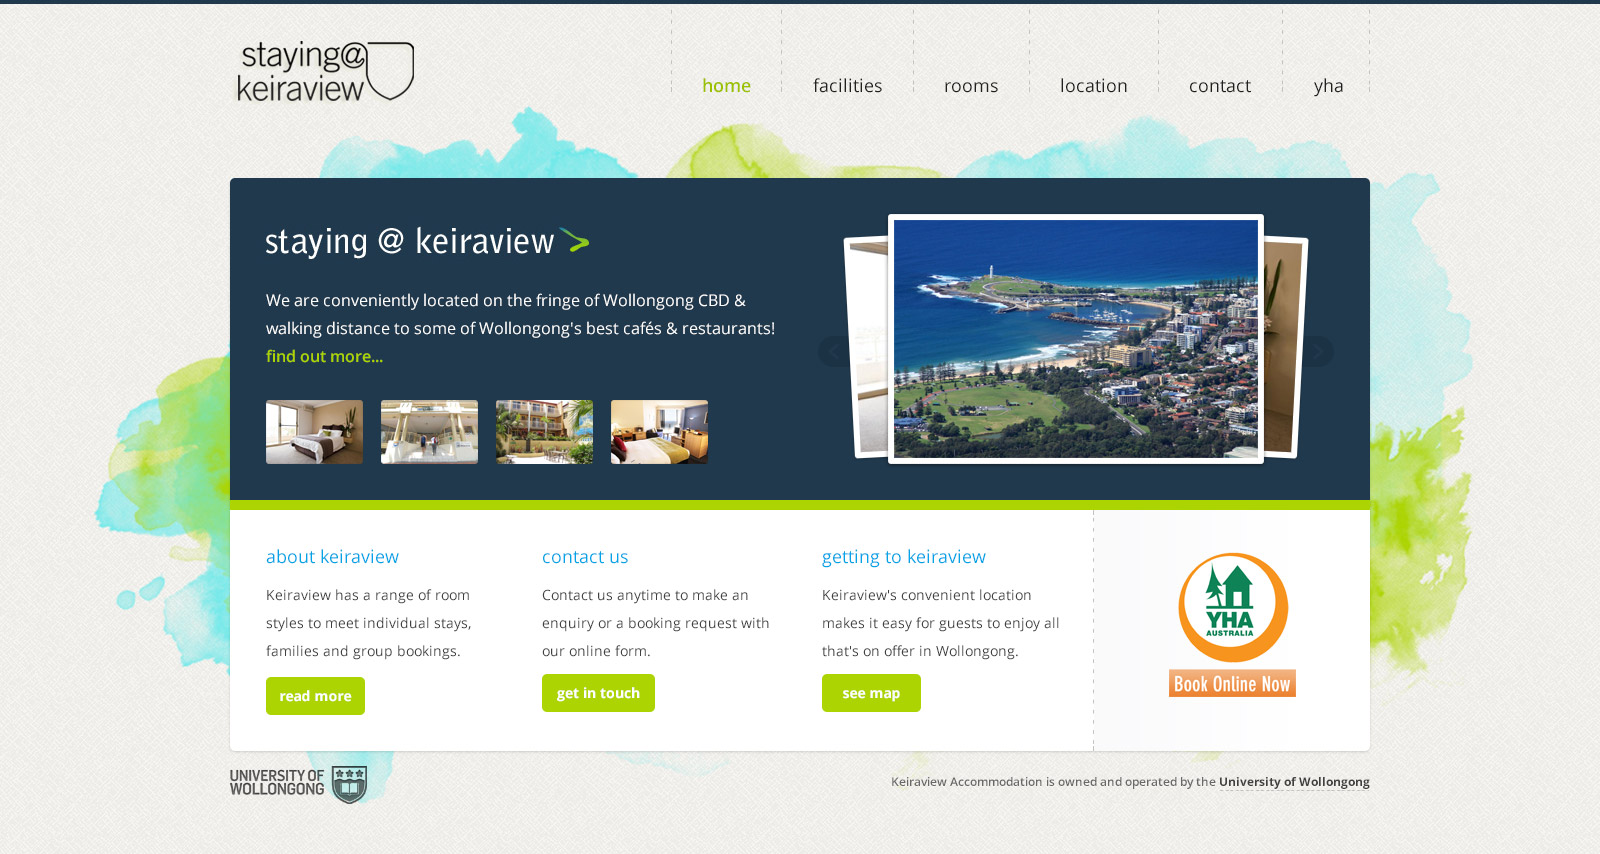 staying@
keiraview
home
facilities
rooms
location
contact
yha
staying @ keiraview
We are conveniently located on the fringe of Wollongong CBD &
walking distance to some of Wollongong's best cafés & restaurants!
find out more...
about keiraview
Keiraview has a range of room
styles to meet individual stays,
families and group bookings.
read more
contact us
Contact us anytime to make an
enquiry or a booking request with
our online form.
get in touch
getting to keiraview
Keiraview's convenient location
makes it easy for guests to enjoy all
that's on offer in Wollongong.
see map
YHA
AUSTRALIA
Book Online Now
UNIVERSITY OF
WOLLONGONG
Keiraview Accommodation is owned and operated by the University of Wollongong